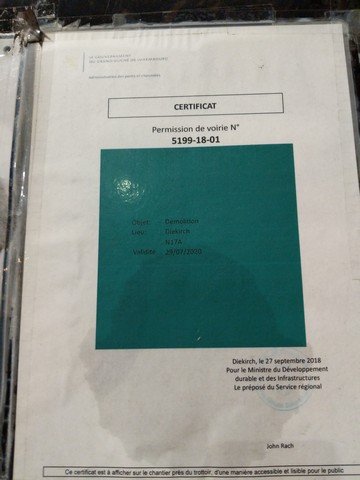 LE GOUVERNEMENT
DU GRAND-DUCHÉ DE LUXEMBOURG
Administration des ponts et chaussées
CERTIFICAT
Permission de voirie N°
5199-18-01
Objet: Démolition
Lieu: Diekirch
N17A
Validité 29/07/2020
Diekirch, le 27 septembre 2018
Pour le Ministre du Développement
durable et des Infrastructures
Le préposé du Service régional
John Rach
Ce certificat est à afficher sur le chantier près du trottoir, d'une manière accessible et lisible pour le public